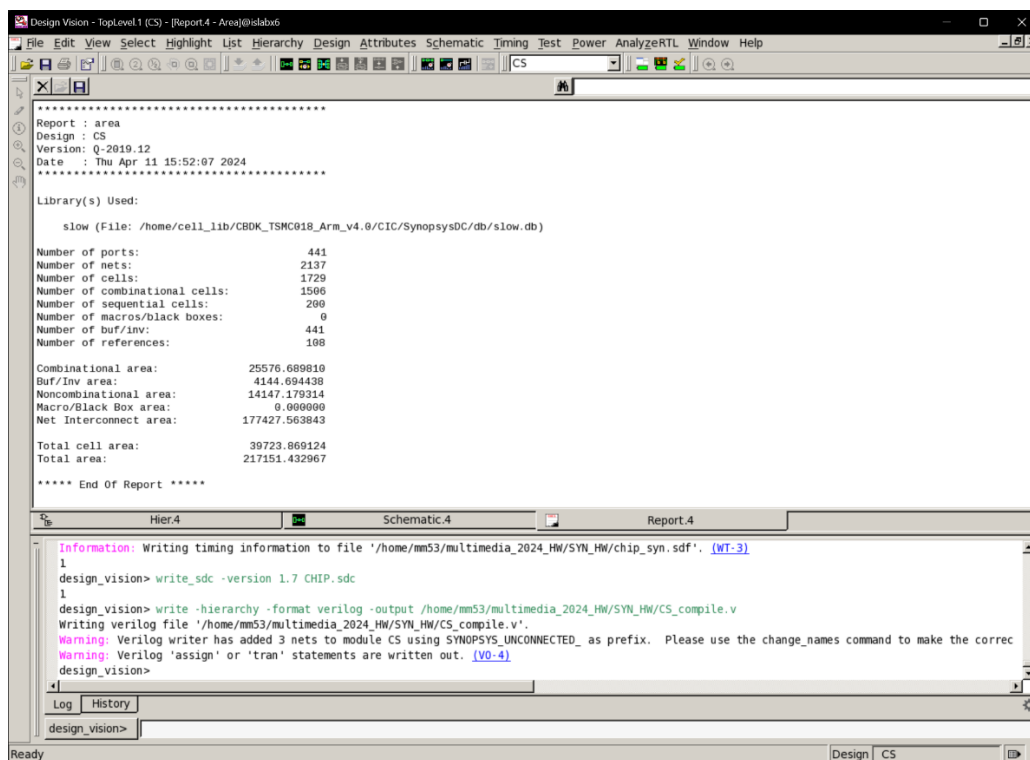 Design Vision - TopLevel.1 (CS) - [Report.4 - Area]@islabx6
File Edit View Select Highlight List Hierarchy Design Attributes Schematic Timing Test Power AnalyzeRTL Window Help
CS
****************************************
Report : area
Design : CS
Version: Q-2019.12
Date   : Thu Apr 11 15:52:07 2024
****************************************
Library(s) Used:
slow (File: /home/cell_lib/CBDK_TSMC018_Arm_v4.0/CIC/SynopsysDC/db/slow.db)
Number of ports: 441
Number of nets: 2137
Number of cells: 1729
Number of combinational cells: 1506
Number of sequential cells: 200
Number of macros/black boxes: 0
Number of buf/inv: 441
Number of references: 108
Combinational area: 25576.689810
Buf/Inv area: 4144.694438
Noncombinational area: 14147.179314
Macro/Black Box area: 0.000000
Net Interconnect area: 177427.563843
Total cell area: 39723.869124
Total area: 217151.432967
***** End Of Report *****
Hier.4 Schematic.4 Report.4
Information: Writing timing information to file '/home/mm53/multimedia_2024_HW/SYN_HW/chip_syn.sdf'. (WT-3)
1
design_vision> write_sdc -version 1.7 CHIP.sdc
1
design_vision> write -hierarchy -format verilog -output /home/mm53/multimedia_2024_HW/SYN_HW/CS_compile.v
Writing verilog file '/home/mm53/multimedia_2024_HW/SYN_HW/CS_compile.v'.
Warning: Verilog writer has added 3 nets to module CS using SYNOPSYS_UNCONNECTED_ as prefix.  Please use the change_names command to make the correc
Warning: Verilog 'assign' or 'tran' statements are written out. (VO-4)
design_vision>
Log History
design_vision>
Ready Design CS